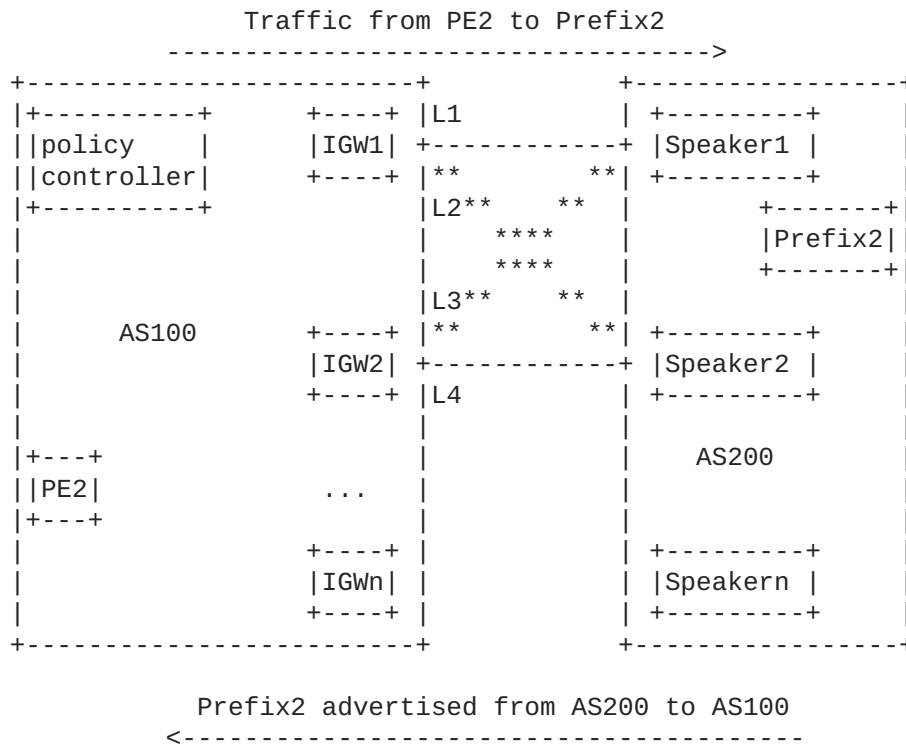 Traffic from PE2 to Prefix2
L1
policy IGW1 Speaker1
controller
L2
Prefix2
L3
AS100
IGW2 Speaker2
L4
AS200
PE2 ...
IGWn Speakern
Prefix2 advertised from AS200 to AS100